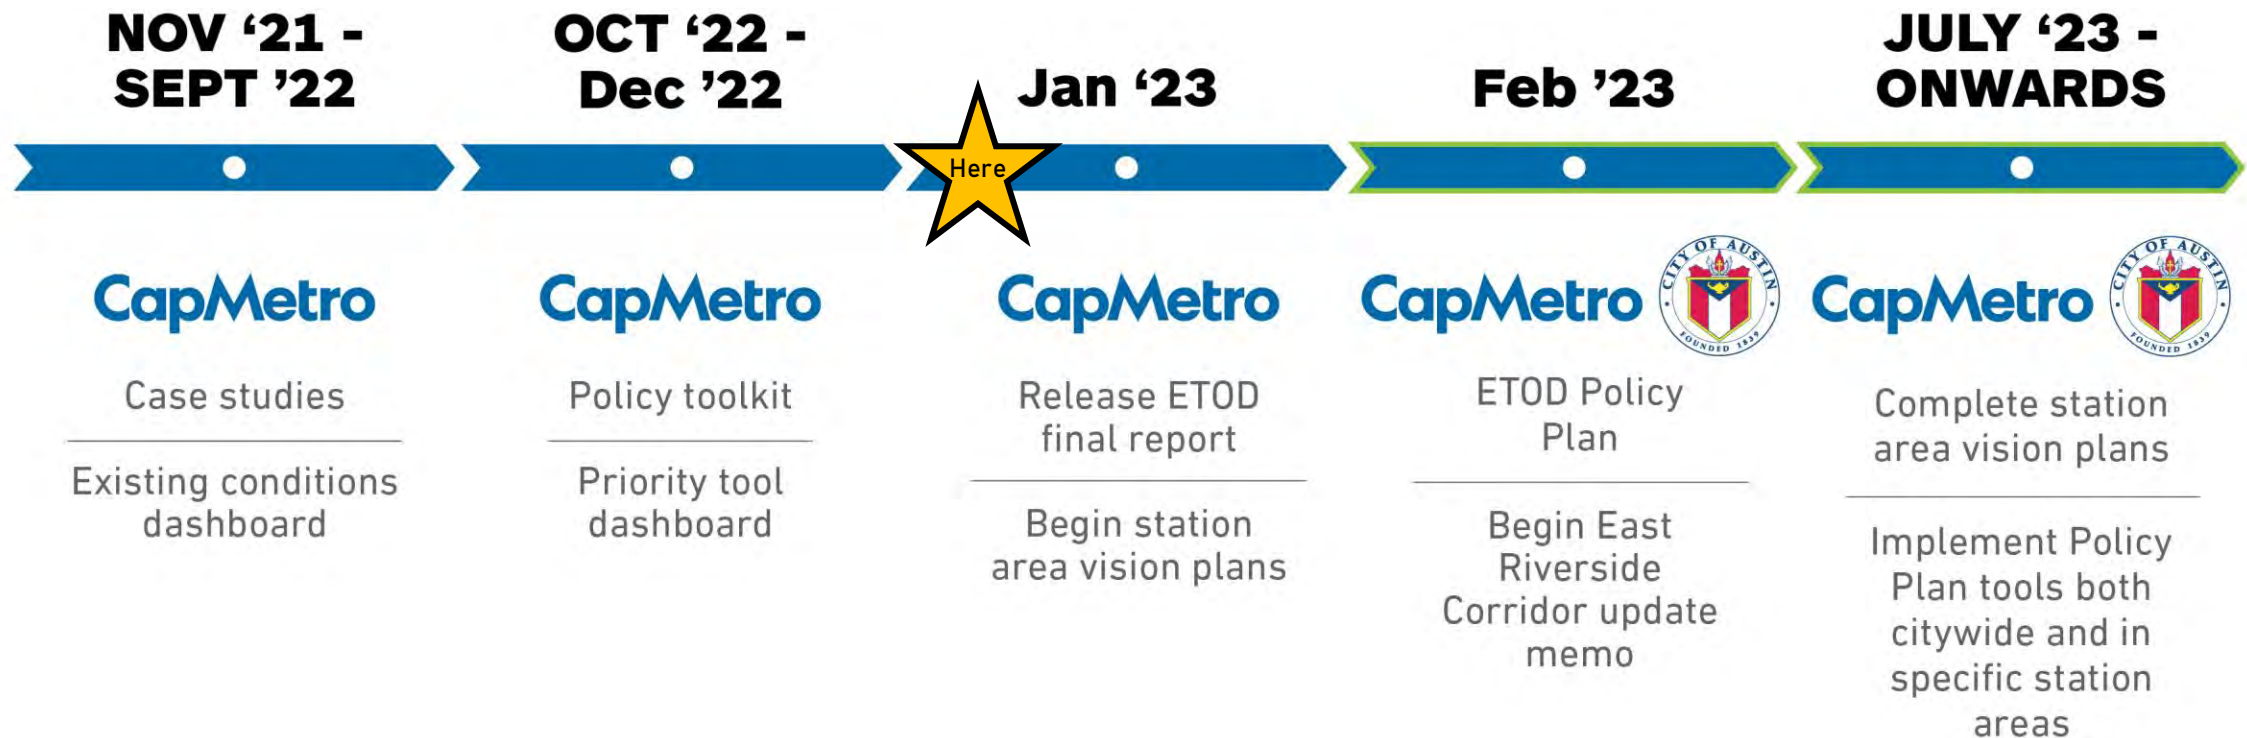 NOV ‘21 -
SEPT ’22
OCT ‘22 -
Dec ’22
Jan ‘23
Feb ’23
JULY ‘23 -
ONWARDS
Here
CapMetro
Case studies
Existing conditions
dashboard
CapMetro
Policy toolkit
Priority tool
dashboard
CapMetro
Release ETOD
final report
Begin station
area vision plans
CapMetro
CITY OF AUSTIN
FOUNDED 1839
ETOD Policy
Plan
Begin East
Riverside
Corridor update
memo
CapMetro
CITY OF AUSTIN
FOUNDED 1839
Complete station
area vision plans
Implement Policy
Plan tools both
citywide and in
specific station
areas